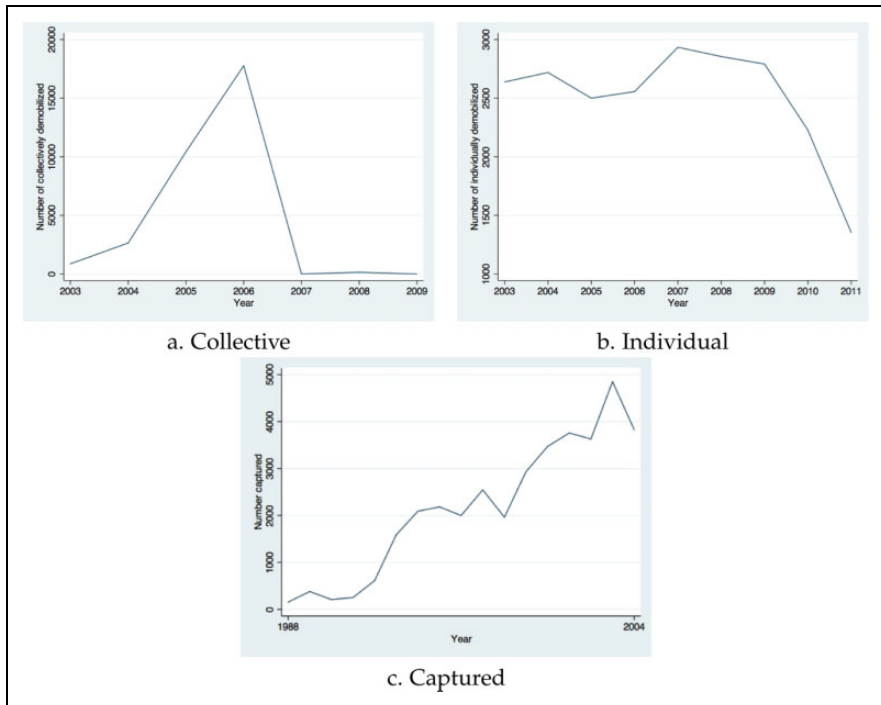 Number of collectively demobilized
20000
15000
10000
5000
0
2003 2004 2005 2006 2007 2008 2009
Year
a. Collective
Number of individually demobilized
3000
2500
2000
1500
1000
2003 2004 2005 2006 2007 2008 2009 2010 2011
Year
b. Individual
Number captured
5000
4000
3000
2000
1000
0
1988 2004
Year
c. Captured